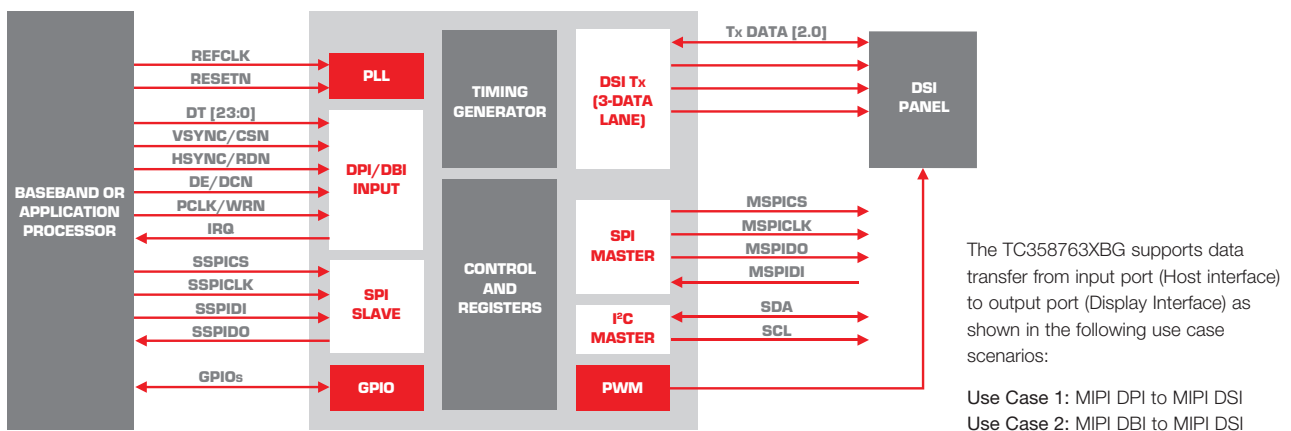 BASEBAND OR
APPLICATION
PROCESSOR
REFCLK
RESETN
DT [23:0]
VSYNC/CSN
HSYNC/RDN
DE/DCN
PCLK/WRN
IRQ
SSPICS
SSPICLK
SSPIDI
SSPIDO
GPIOs
PLL
DPI/DBI
INPUT
SPI
SLAVE
GPIO
TIMING
GENERATOR
CONTROL
AND
REGISTERS
DSI Tx
(3-DATA
LANE)
SPI
MASTER
I²C
MASTER
PWM
Tx DATA [2.0]
MSPICS
MSPICLK
MSPIDO
MSPIDI
SDA
SCL
DSI
PANEL
The TC358763XBG supports data
transfer from input port (Host interface)
to output port (Display Interface) as
shown in the following use case
scenarios:
Use Case 1: MIPI DPI to MIPI DSI
Use Case 2: MIPI DBI to MIPI DSI